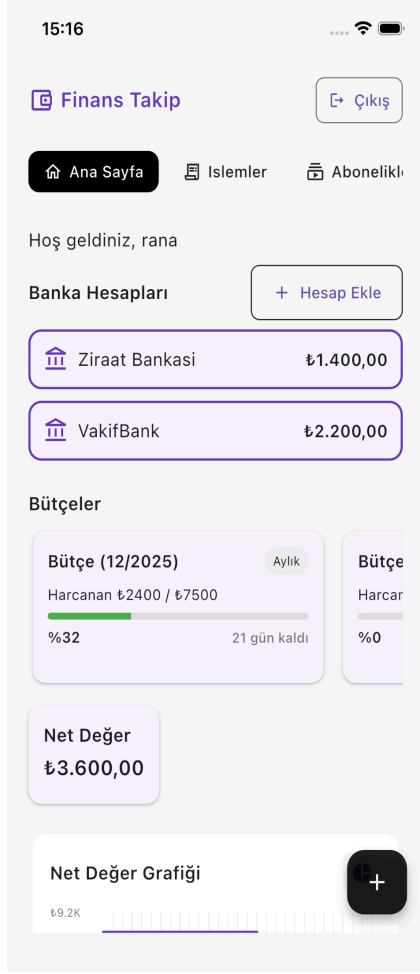 15:16
Finans Takip
Çıkış
Ana Sayfa
Islemler
Abonelikl
Hoş geldiniz, rana
Banka Hesapları
+ Hesap Ekle
Ziraat Bankasi ₺1.400,00
VakifBank ₺2.200,00
Bütçeler
Bütçe (12/2025) Aylık
Harcanan ₺2400 / ₺7500
%32 21 gün kaldı
Bütçe
Harcar
%0
Net Değer
₺3.600,00
Net Değer Grafiği
₺9.2K
+